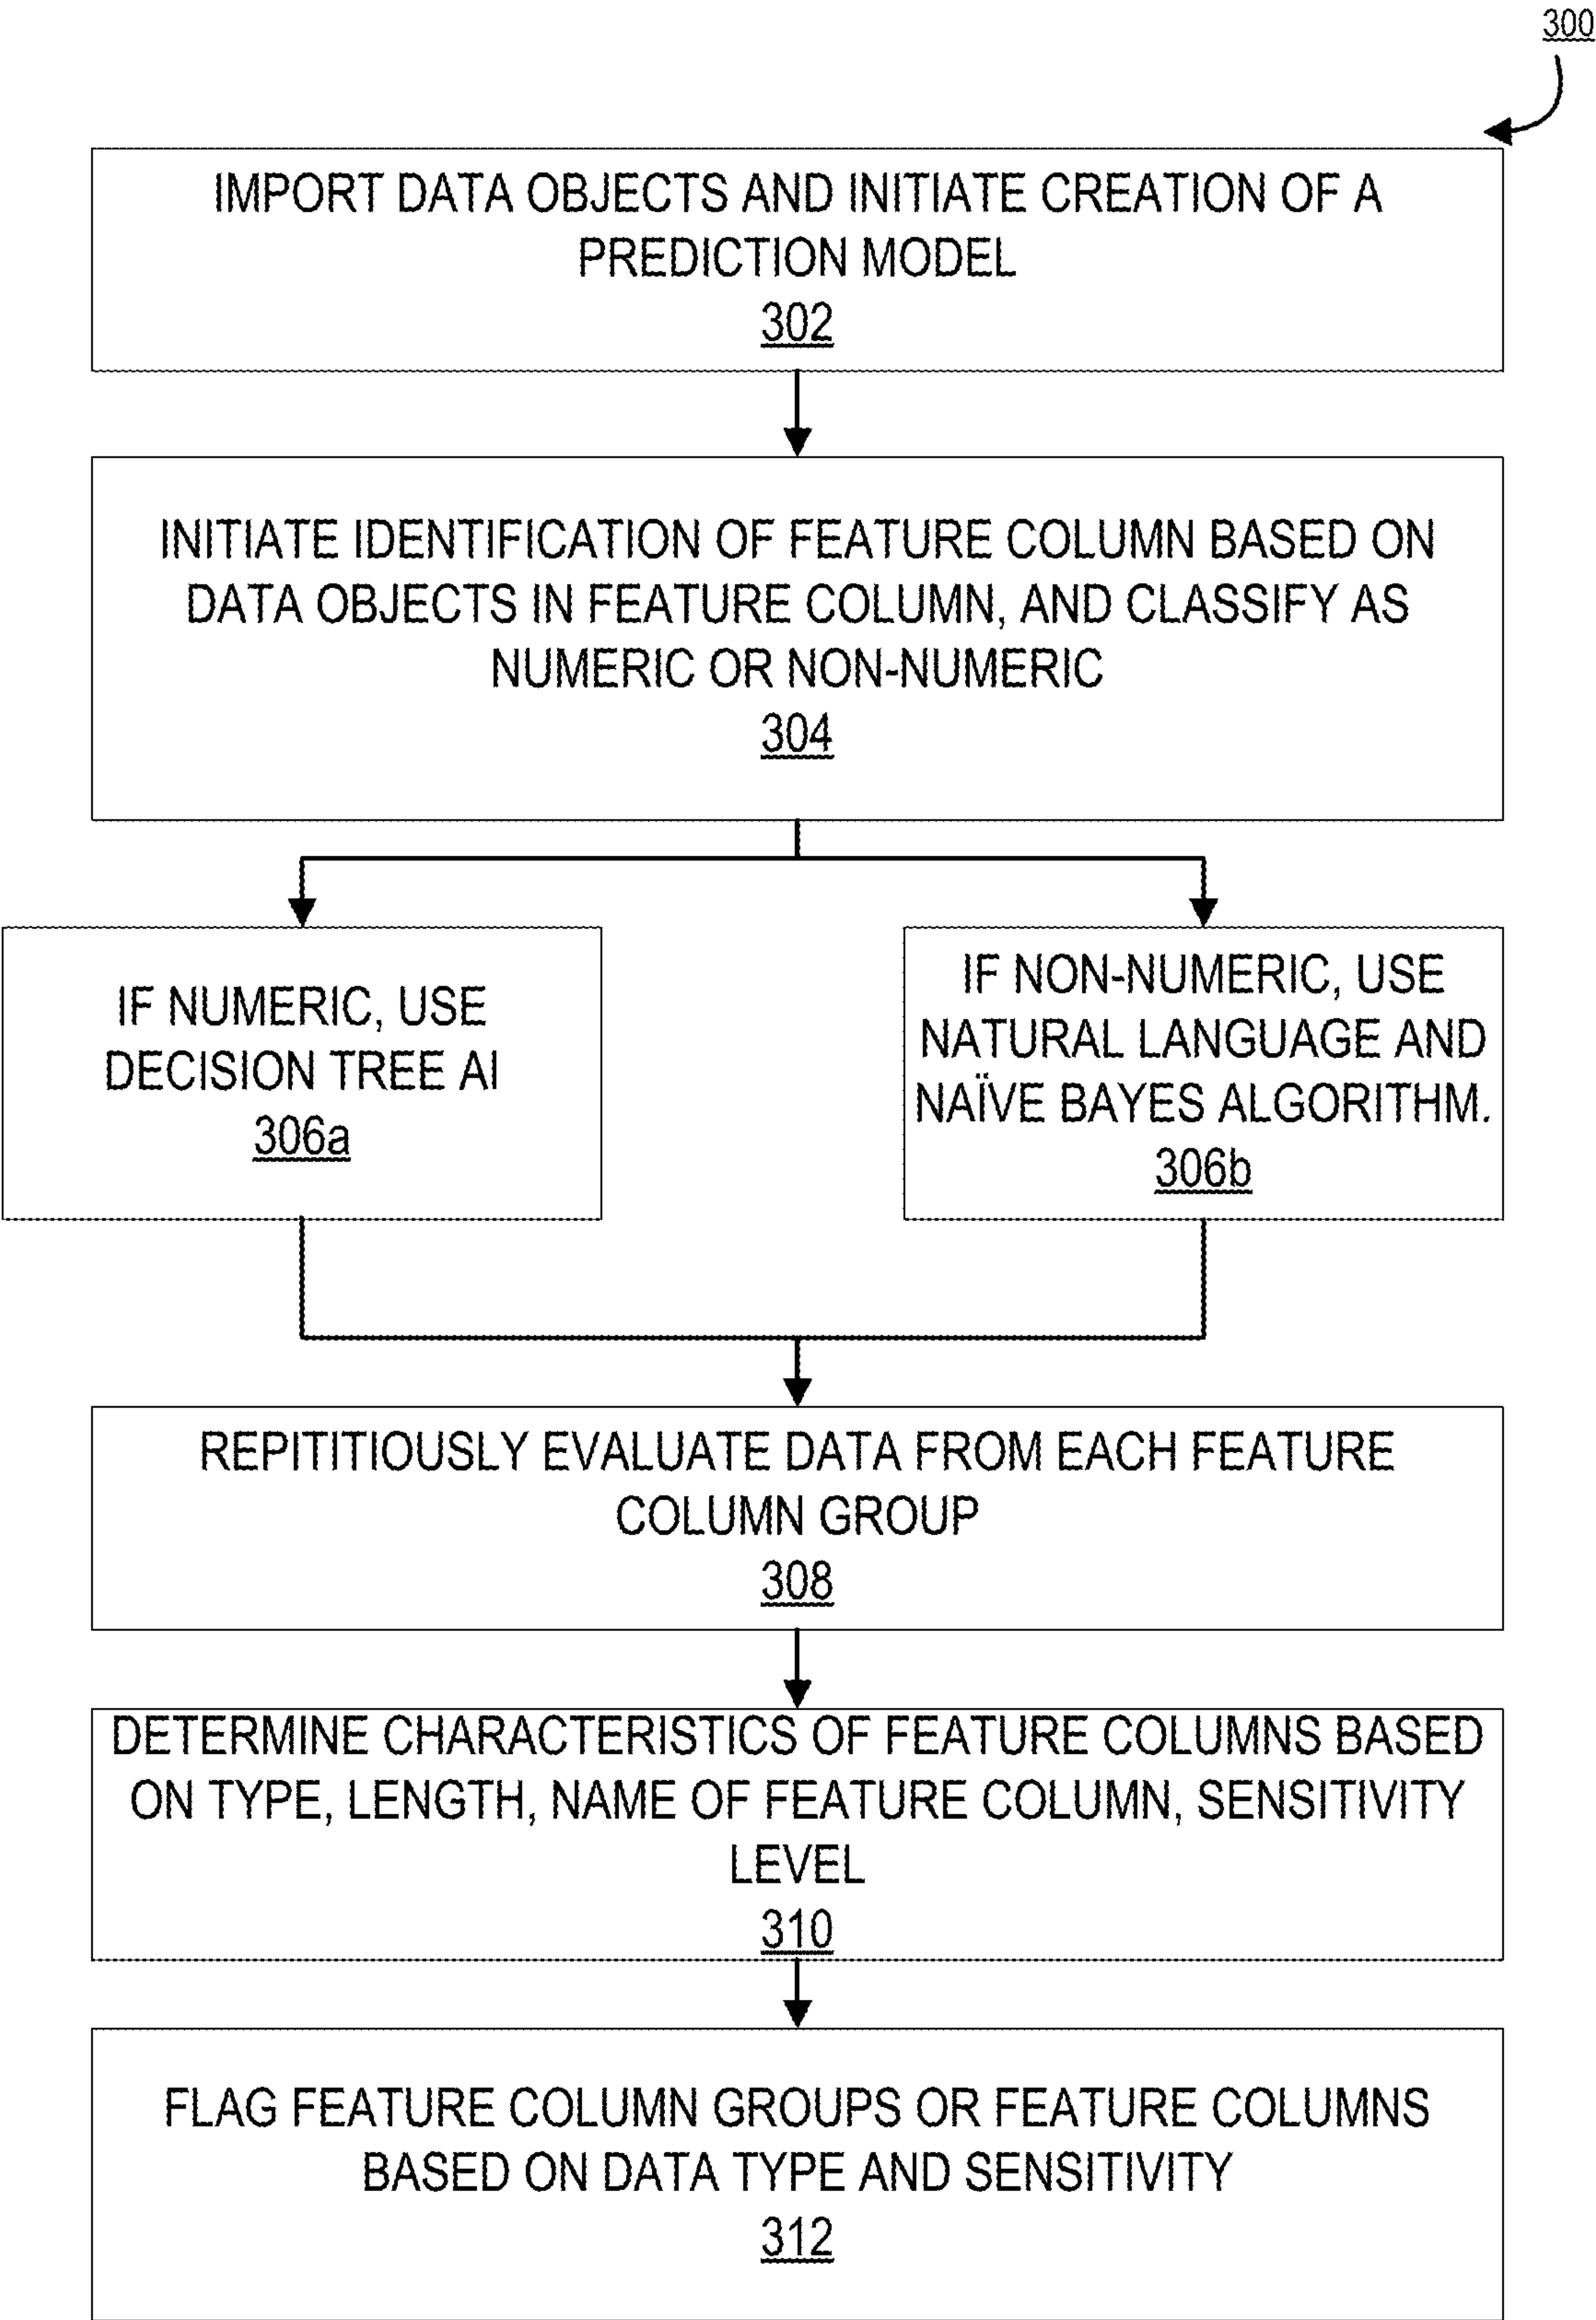 300
IMPORT DATA OBJECTS AND INITIATE CREATION OF A
PREDICTION MODEL
302
INITIATE IDENTIFICATION OF FEATURE COLUMN BASED ON
DATA OBJECTS IN FEATURE COLUMN, AND CLASSIFY AS
NUMERIC OR NON-NUMERIC
304
IF NUMERIC, USE
DECISION TREE AI
306a
IF NON-NUMERIC, USE
NATURAL LANGUAGE AND
NAÏVE BAYES ALGORITHM.
306b
REPITITIOUSLY EVALUATE DATA FROM EACH FEATURE
COLUMN GROUP
308
DETERMINE CHARACTERISTICS OF FEATURE COLUMNS BASED
ON TYPE, LENGTH, NAME OF FEATURE COLUMN, SENSITIVITY
LEVEL
310
FLAG FEATURE COLUMN GROUPS OR FEATURE COLUMNS
BASED ON DATA TYPE AND SENSITIVITY
312